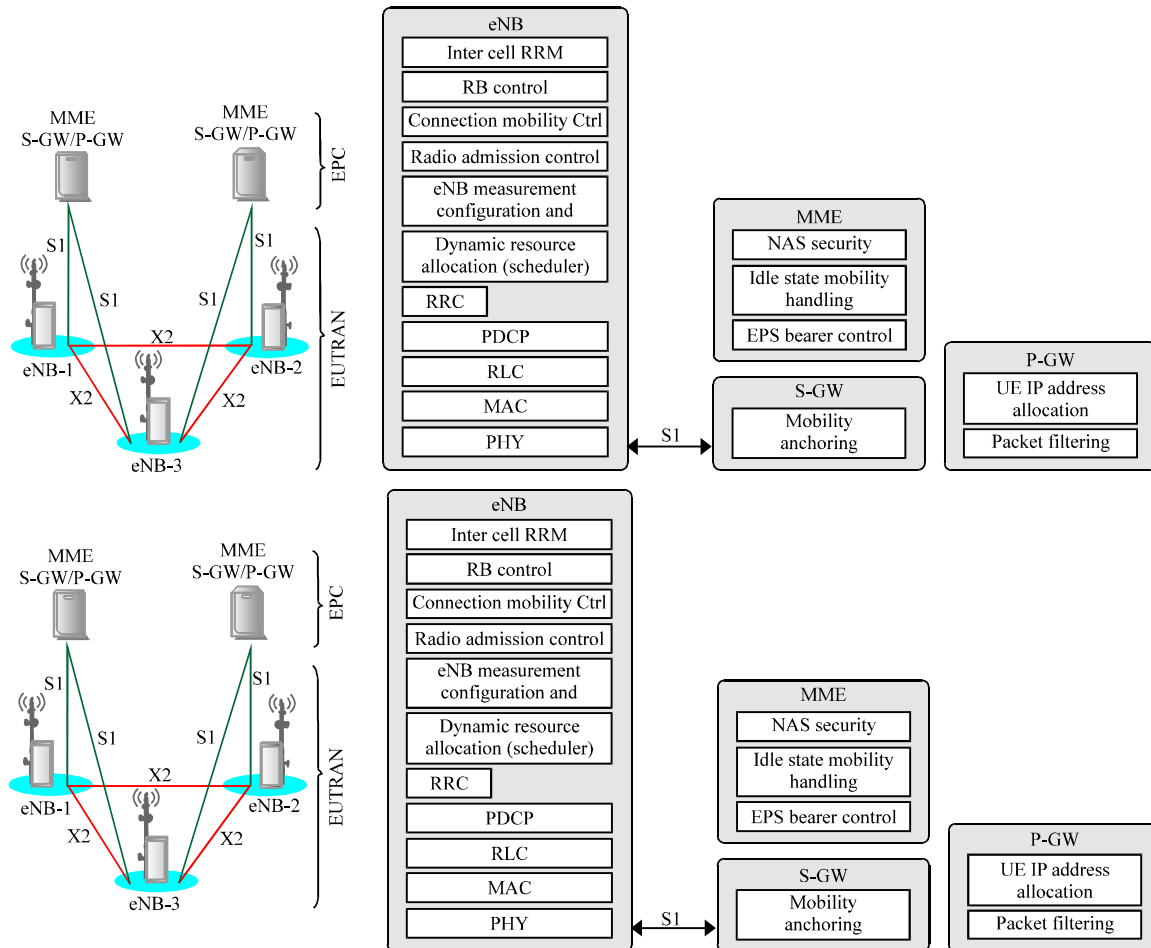 MME
S-GW/P-GW
MME
S-GW/P-GW
EPC
S1
S1
S1
S1
X2
eNB-1
eNB-2
X2
X2
eNB-3
EUTRAN
eNB
Inter cell RRM
RB control
Connection mobility Ctrl
Radio admission control
eNB measurement
configuration and
Dynamic resource
allocation (scheduler)
RRC
PDCP
RLC
MAC
PHY
S1
MME
NAS security
Idle state mobility
handling
EPS bearer control
S-GW
Mobility
anchoring
P-GW
UE IP address
allocation
Packet filtering
MME
S-GW/P-GW
MME
S-GW/P-GW
EPC
S1
S1
S1
S1
X2
eNB-1
eNB-2
X2
X2
eNB-3
EUTRAN
eNB
Inter cell RRM
RB control
Connection mobility Ctrl
Radio admission control
eNB measurement
configuration and
Dynamic resource
allocation (scheduler)
RRC
PDCP
RLC
MAC
PHY
S1
MME
NAS security
Idle state mobility
handling
EPS bearer control
S-GW
Mobility
anchoring
P-GW
UE IP address
allocation
Packet filtering